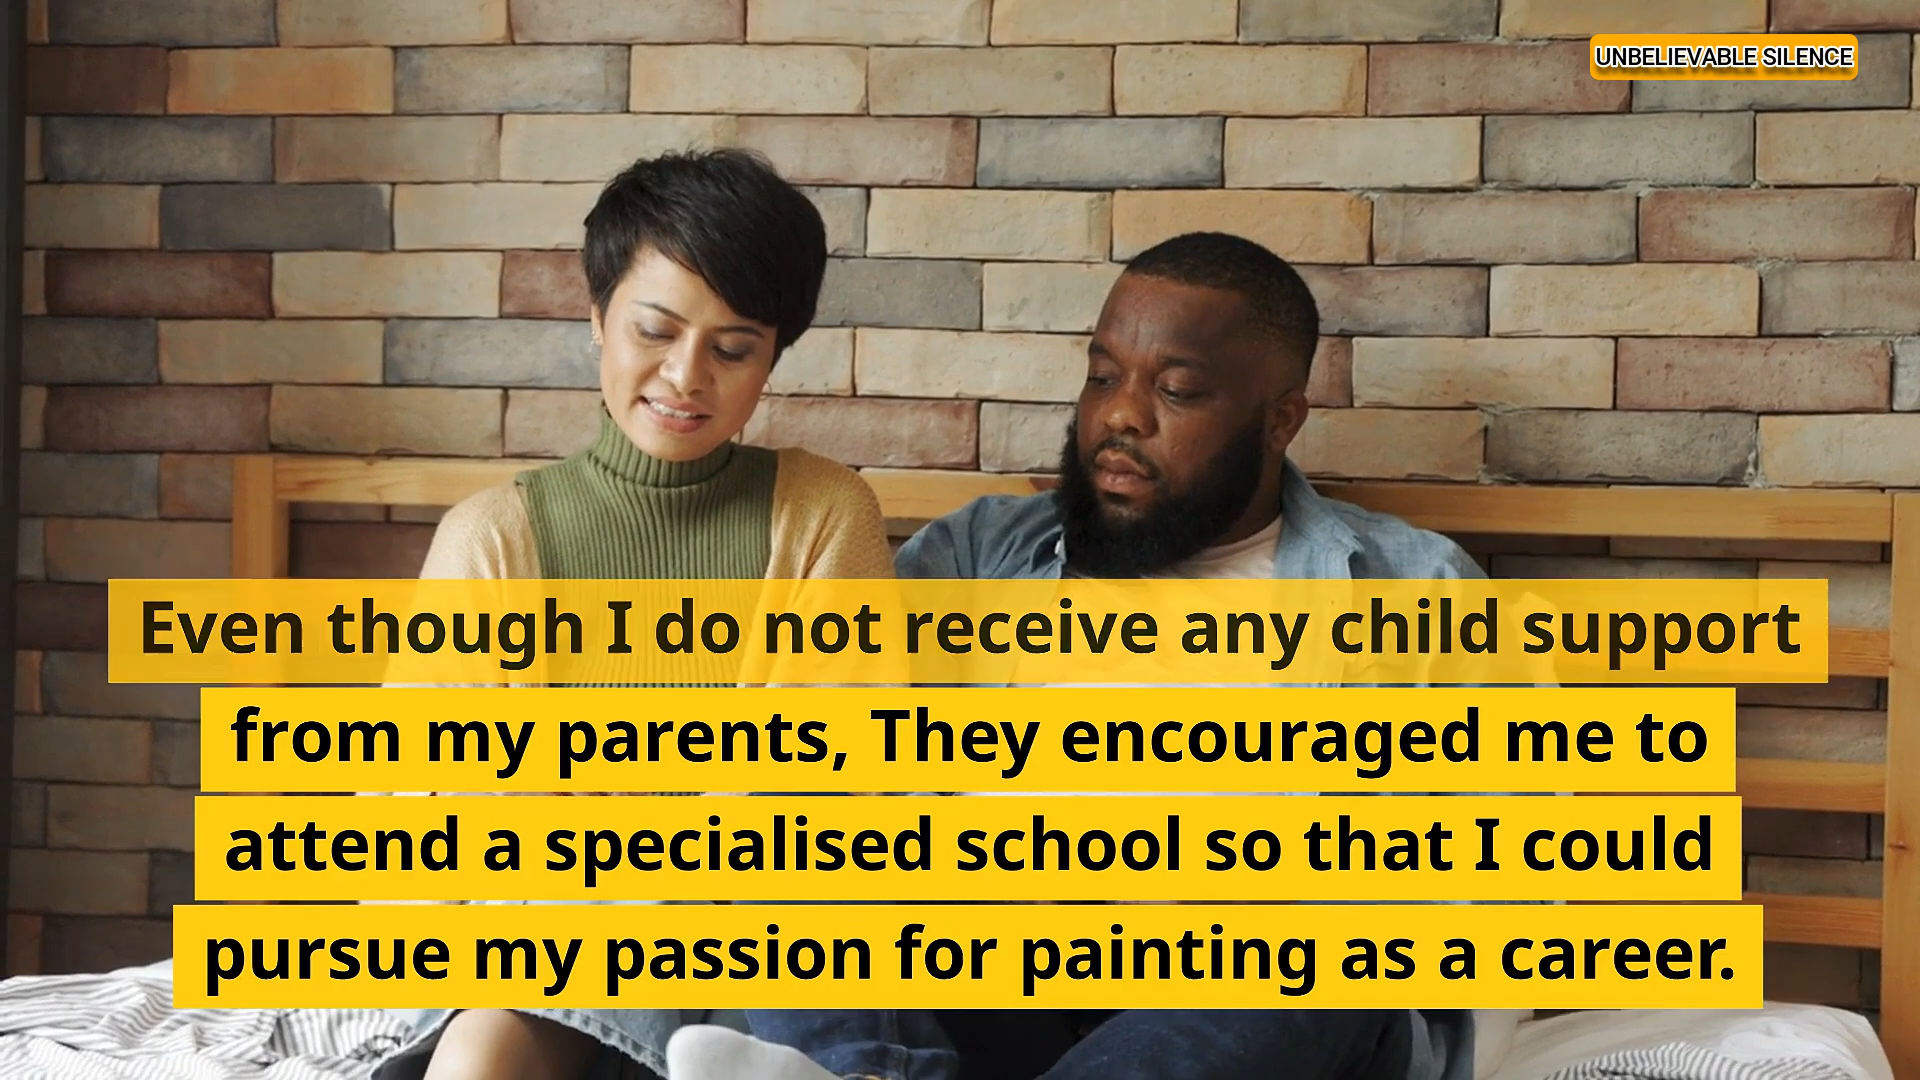 UNBELIEVABLE SILENCE
Even though I do not receive any child support
from my parents, They encouraged me to
attend a specialised school so that I could
pursue my passion for painting as a career.